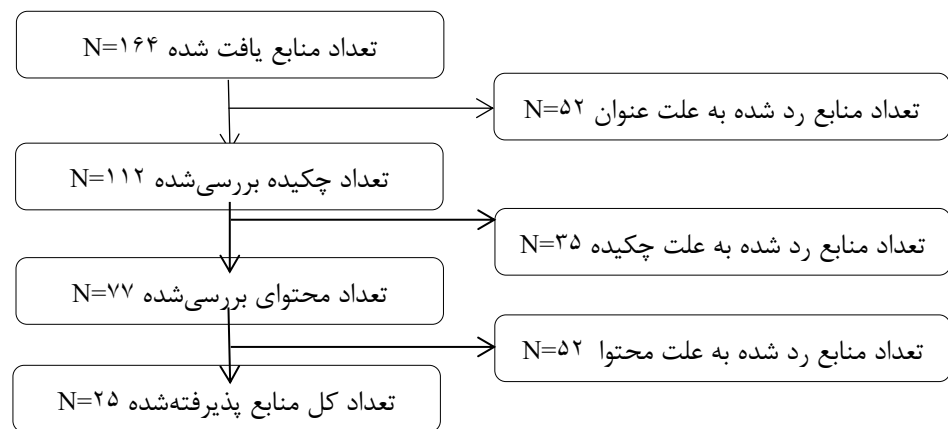 تعداد منابع یافت شده N=۱۶۴
تعداد منابع رد شده به علت عنوان N=۵۲
تعداد چکیده بررسی‌شده N=۱۱۲
تعداد منابع رد شده به علت چکیده N=۳۵
تعداد محتوای بررسی‌شده N=۷۷
تعداد منابع رد شده به علت محتوا N=۵۲
تعداد کل منابع پذیرفته‌شده N=۲۵